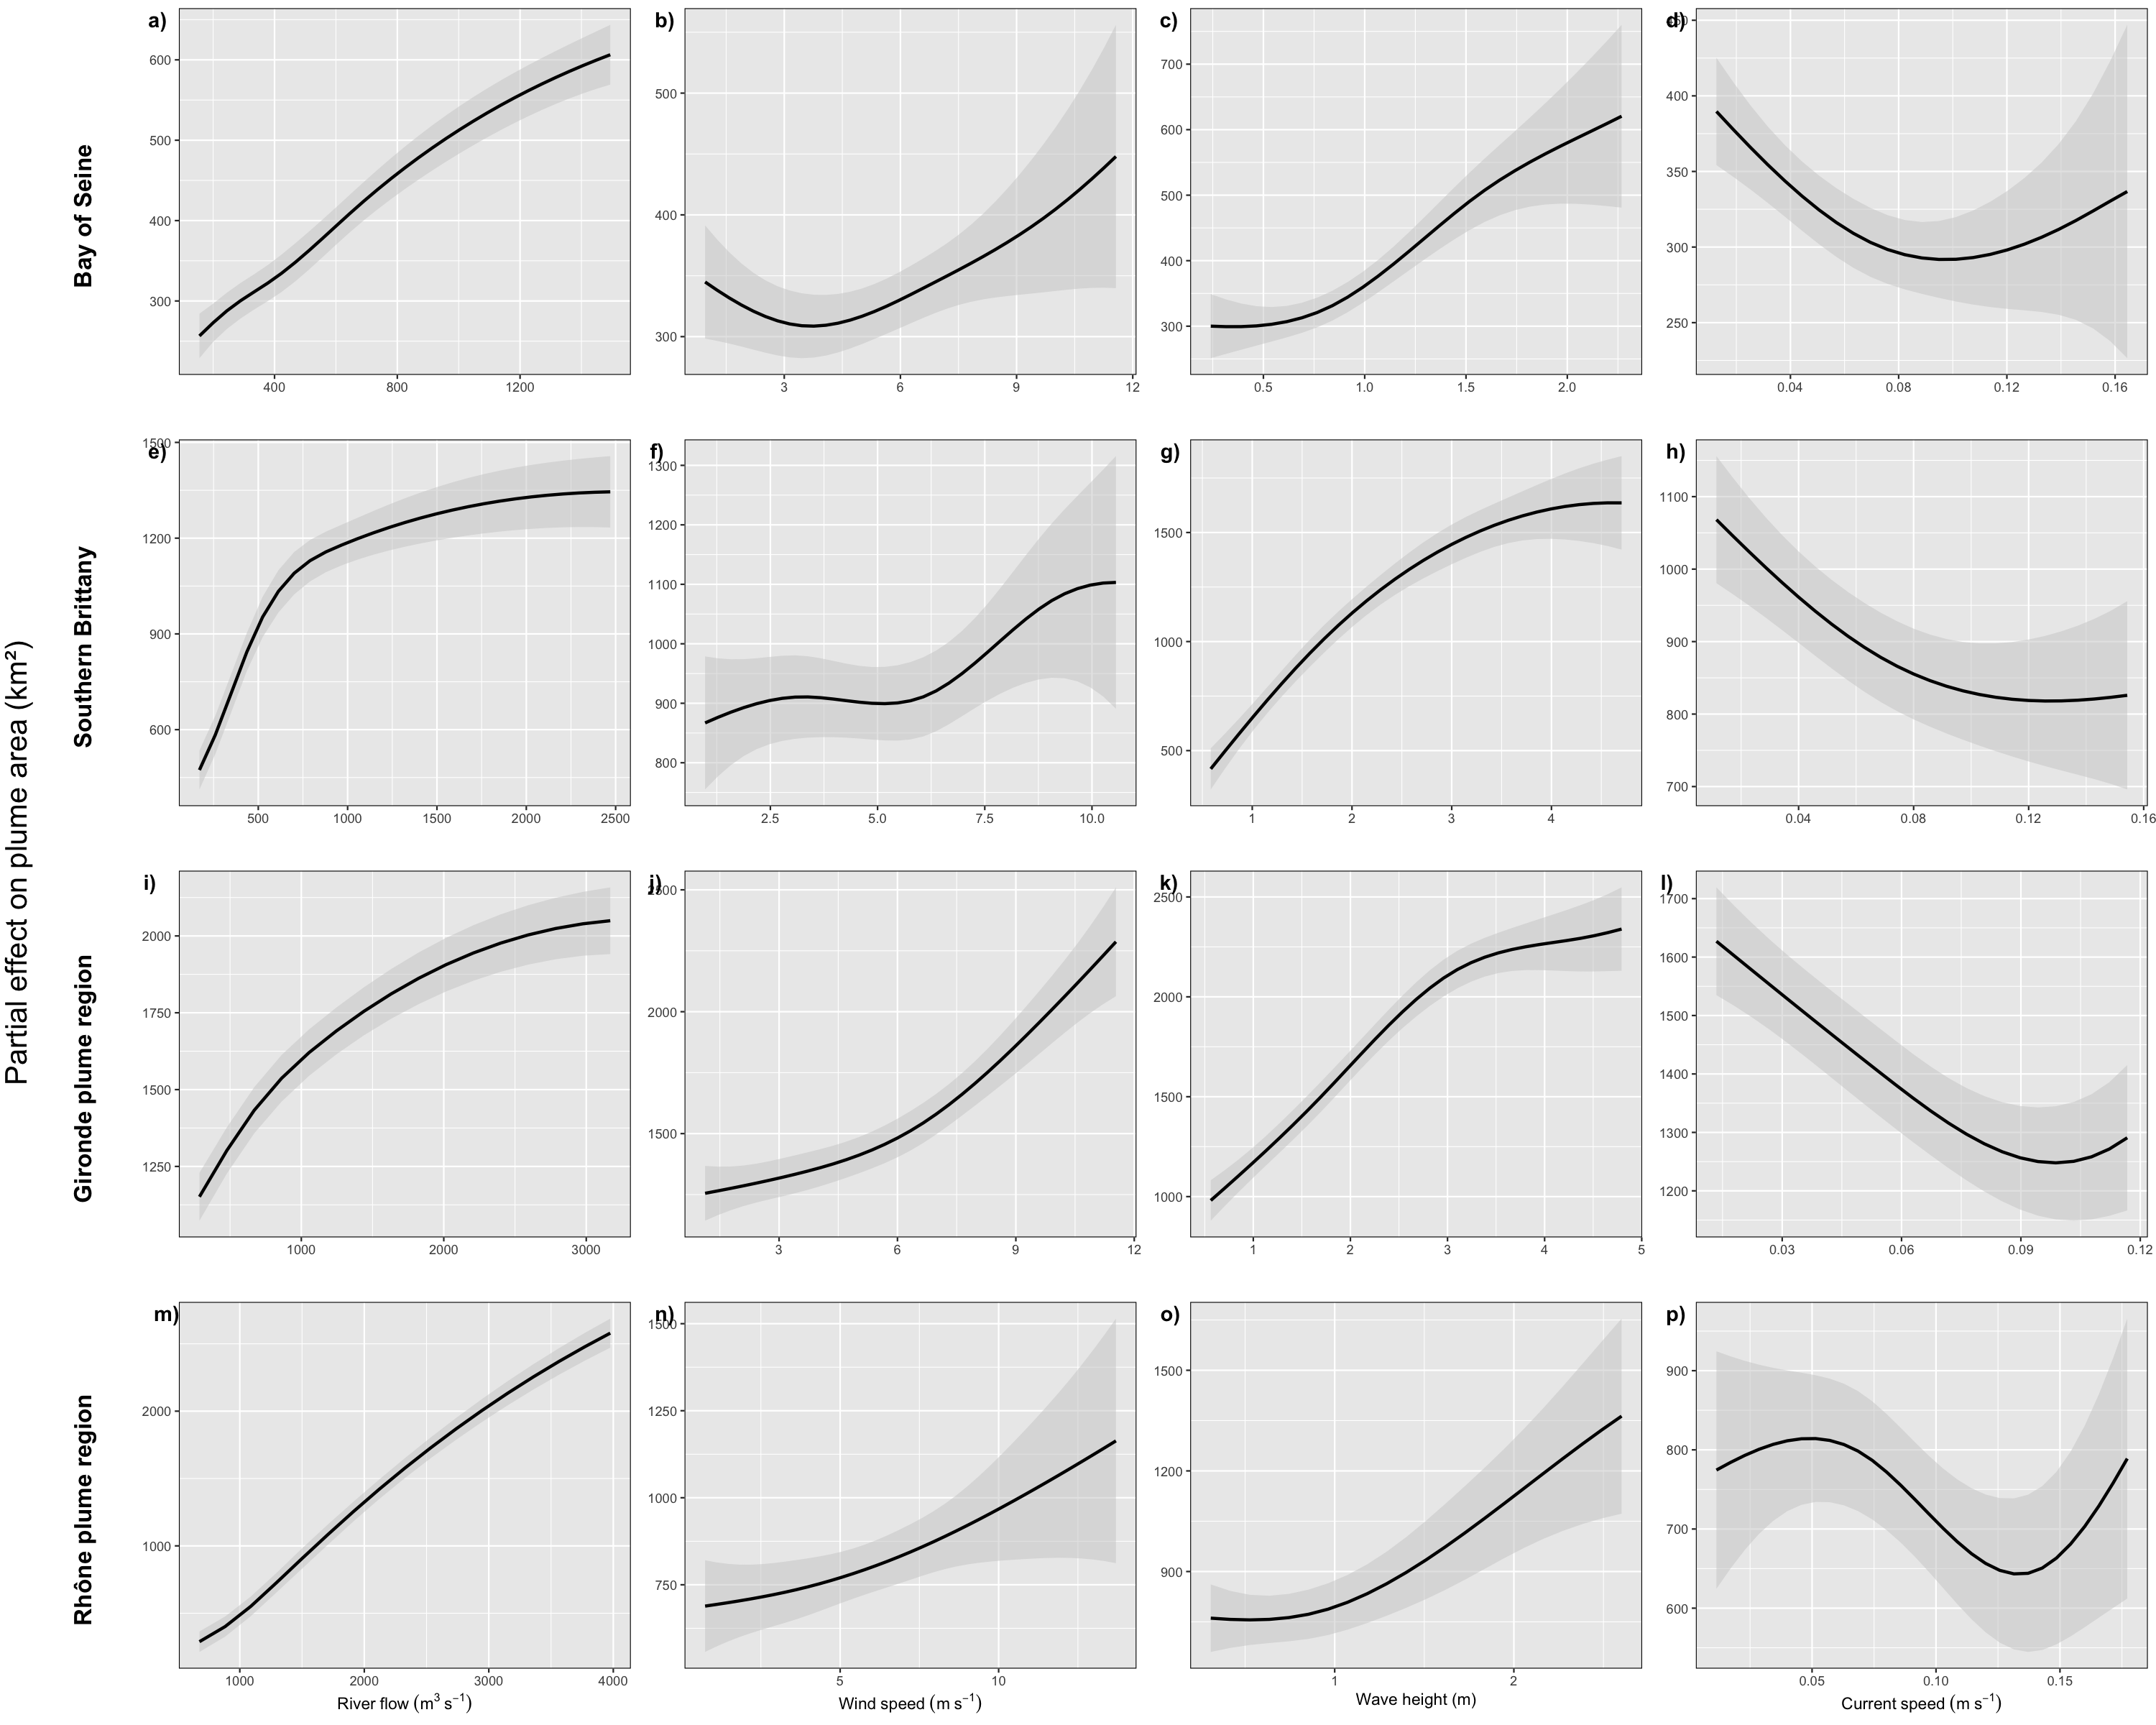 Partial effect on plume area (km²)
Bay of Seine
a)
600
500
400
300
400 800 1200
b)
500
400
300
3 6 9 12
c)
700
600
500
400
300
0.5 1.0 1.5 2.0
d)
400
350
300
250
0.04 0.08 0.12 0.16
Southern Brittany
e)
1500
1200
900
600
500 1000 1500 2000 2500
f)
1300
1200
1100
1000
900
800
2.5 5.0 7.5 10.0
g)
1500
1000
500
1 2 3 4
h)
1100
1000
900
800
700
0.04 0.08 0.12 0.16
Gironde plume region
i)
2000
1750
1500
1250
1000 2000 3000
j)
2500
2000
1500
3 6 9 12
k)
2500
2000
1500
1000
1 2 3 4 5
l)
1700
1600
1500
1400
1300
1200
0.03 0.06 0.09 0.12
Rhône plume region
m)
2000
1000
1000 2000 3000 4000
River flow (m³ s⁻¹)
n)
1500
1250
1000
750
5 10
Wind speed (m s⁻¹)
o)
1500
1200
900
1 2
Wave height (m)
p)
900
800
700
600
0.05 0.10 0.15
Current speed (m s⁻¹)